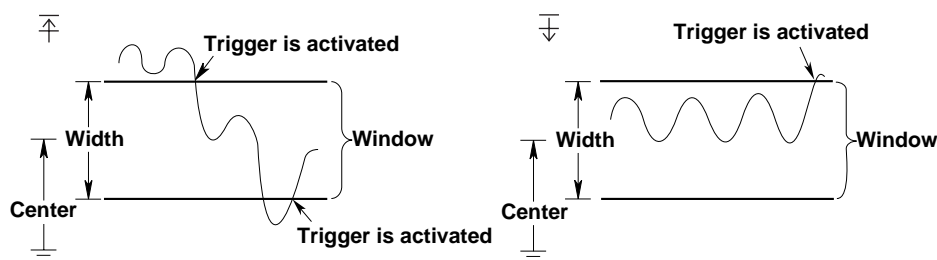 Trigger is activated
Width
Window
Center
Trigger is activated
Trigger is activated
Width
Window
Center